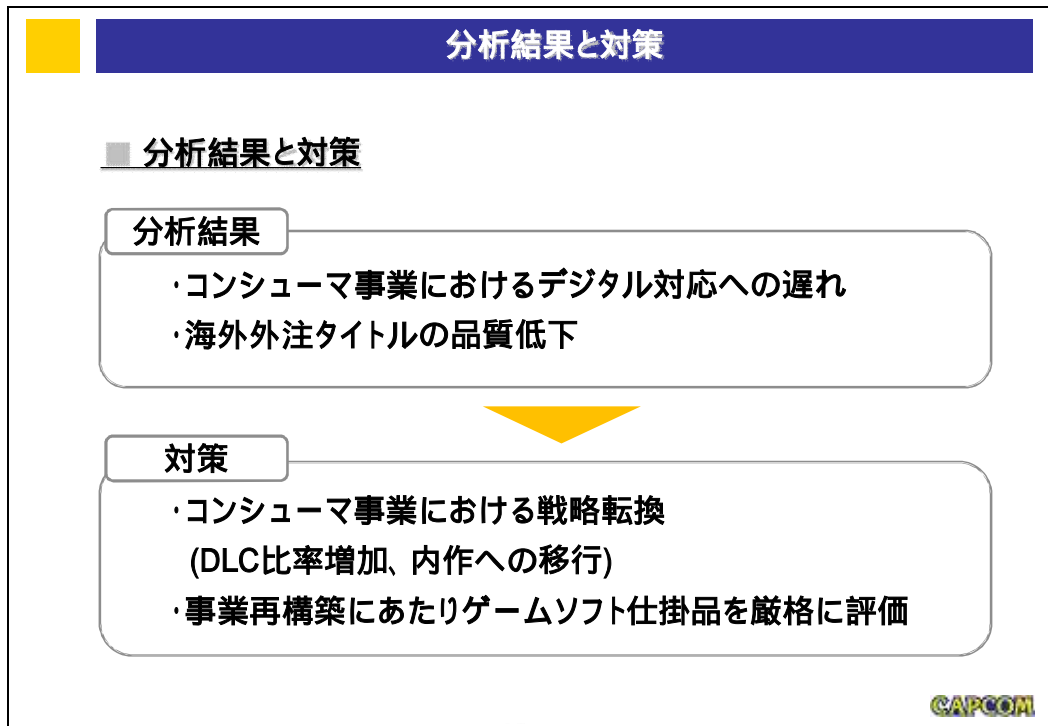 分析結果と対策
■ 分析結果と対策
分析結果
・コンシューマ事業におけるデジタル対応への遅れ
・海外外注タイトルの品質低下
対策
・コンシューマ事業における戦略転換
(DLC比率増加、内作への移行)
・事業再構築にあたりゲームソフト仕掛品を厳格に評価
CAPCOM